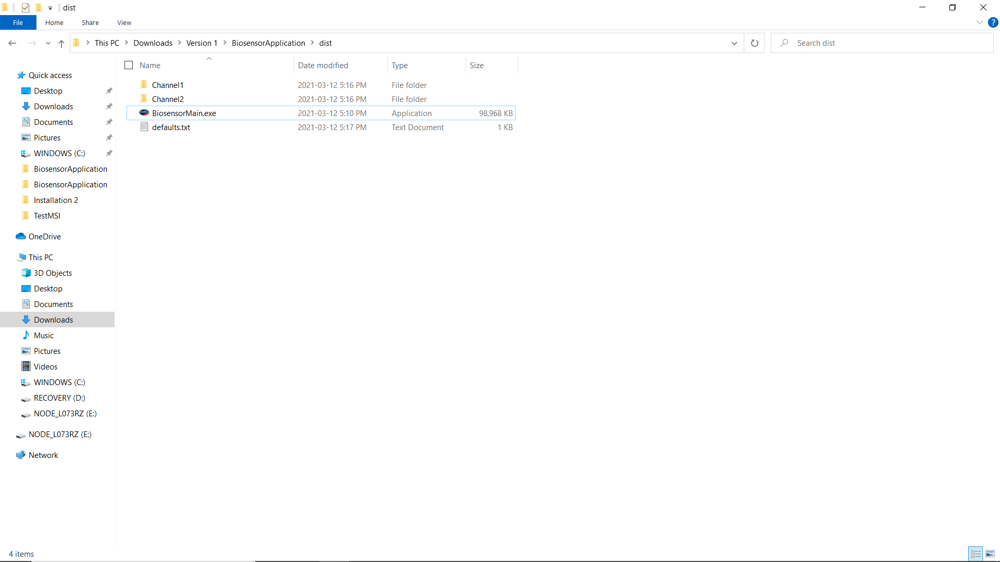 dist
File Home Share View
This PC Downloads Version 1 BiosensorApplication dist
Search dist
Name Date modified Type Size
Channel1 2021-03-12 5:16 PM File folder
Channel2 2021-03-12 5:16 PM File folder
BiosensorMain.exe 2021-03-12 5:10 PM Application 98,968 KB
defaults.txt 2021-03-12 5:17 PM Text Document 1 KB
Quick access
Desktop
Downloads
Documents
Pictures
WINDOWS (C:)
BiosensorApplication
BiosensorApplication
Installation 2
TestMSI
OneDrive
This PC
3D Objects
Desktop
Documents
Downloads
Music
Pictures
Videos
WINDOWS (C:)
RECOVERY (D:)
NODE_L073RZ (E:)
NODE_L073RZ (E:)
Network
4 items